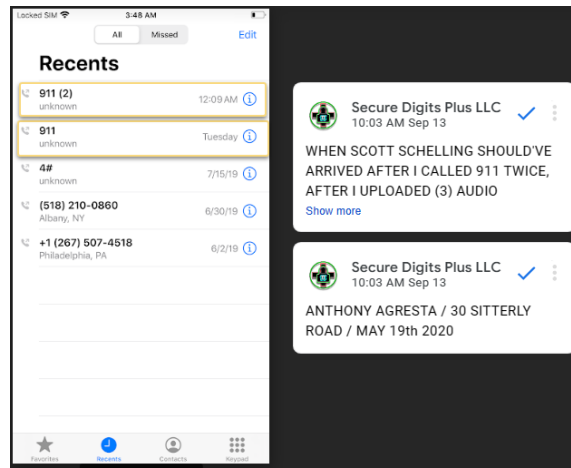 Locked SIM 3:48 AM
All Missed Edit
Recents
911 (2)
unknown
12:09 AM
911
unknown
Tuesday
4#
unknown
7/15/19
(518) 210-0860
Albany, NY
6/30/19
+1 (267) 507-4518
Philadelphia, PA
6/2/19
Favorites Recents Contacts Keypad
Secure Digits Plus LLC
10:03 AM Sep 13
WHEN SCOTT SCHELLING SHOULD'VE
ARRIVED AFTER I CALLED 911 TWICE,
AFTER I UPLOADED (3) AUDIO
Show more
Secure Digits Plus LLC
10:03 AM Sep 13
ANTHONY AGRESTA / 30 SITTERLY
ROAD / MAY 19th 2020